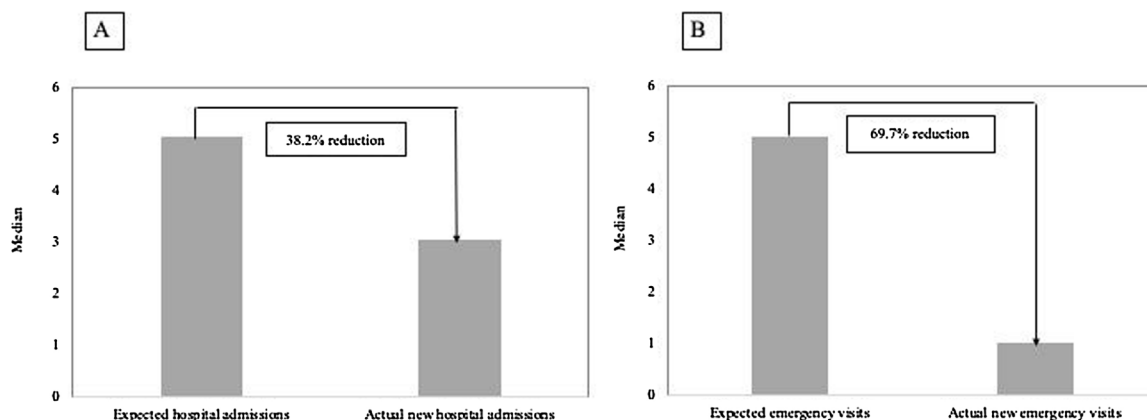 A
6
5
4
3
2
1
0
Median
38.2% reduction
Expected hospital admissions
Actual new hospital admissions
B
6
5
4
3
2
1
0
Median
69.7% reduction
Expected emergency visits
Actual new emergency visits